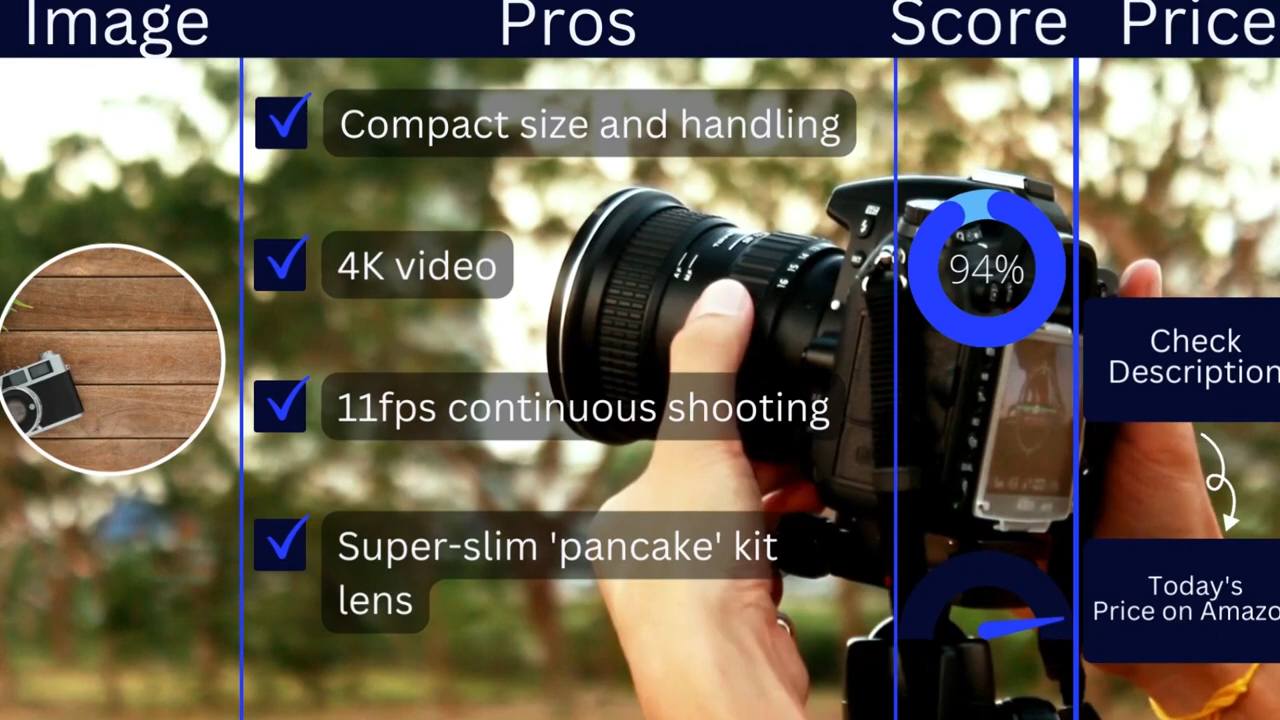 Image
Pros
Score
Price
Compact size and handling
4K video
11fps continuous shooting
Super-slim 'pancake' kit
lens
94%
Check
Description
Today's
Price on Amazo